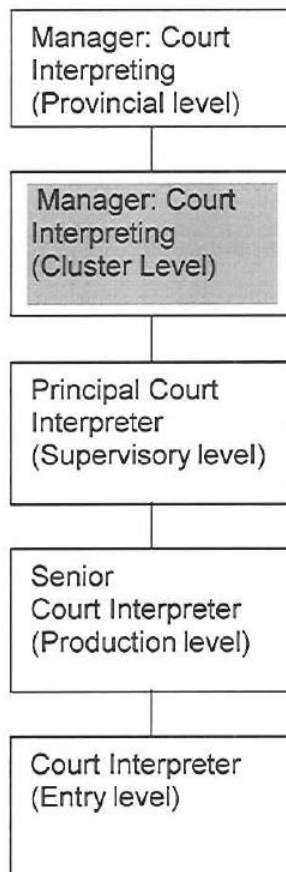 Manager: Court
Interpreting
(Provincial level)
Manager: Court
Interpreting
(Cluster Level)
Principal Court
Interpreter
(Supervisory level)
Senior
Court Interpreter
(Production level)
Court Interpreter
(Entry level)